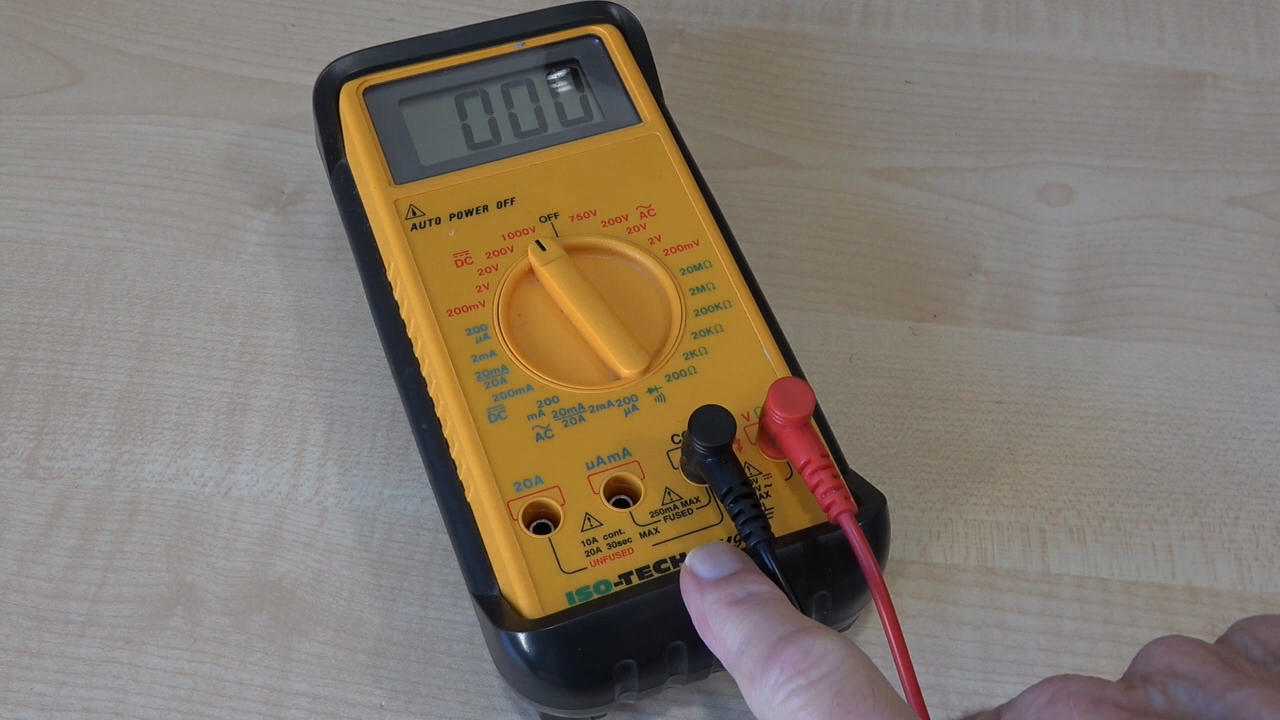 000
AUTO POWER OFF
OFF
1000V
200V
20V
2V
200mV
DC
750V
200V
20V
2V
200mV
AC
20MΩ
2MΩ
200KΩ
20KΩ
2KΩ
200Ω
200
µA
2mA
20mA
20A
200mA
DC
200
mA
20mA
20A
2mA
200
µA
AC
20A
µAmA
V
10A cont.
20A 30sec MAX
UNFUSED
250mA MAX
FUSED
ISO-TECH